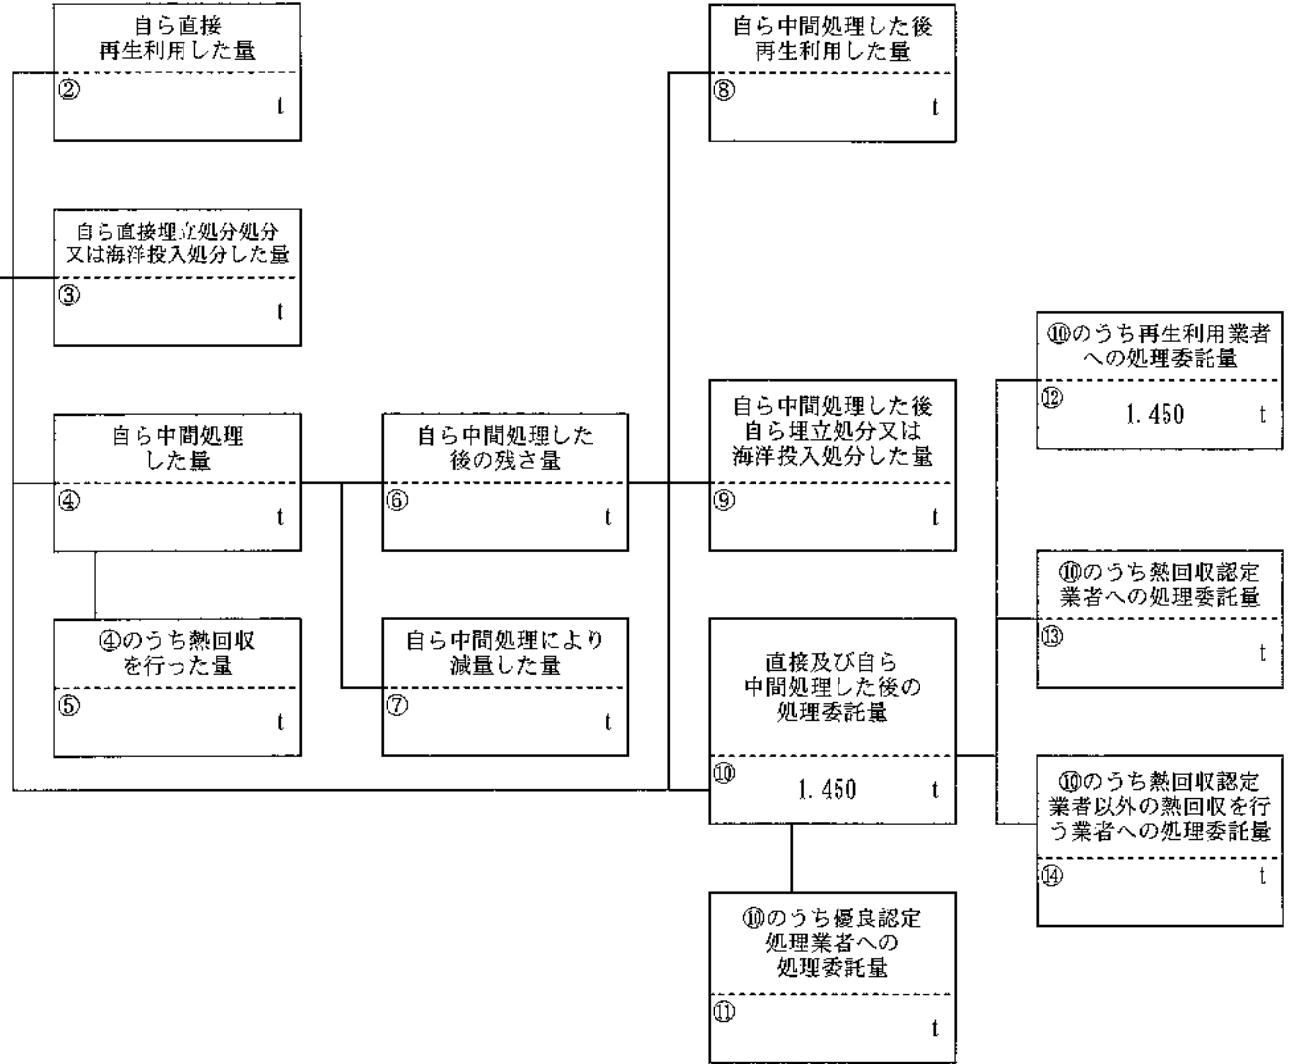 自ら直接
再生利用した量
②
t
自ら中間処理した後
再生利用した量
⑧
t
自ら直接埋立処分処分
又は海洋投入処分した量
③
t
⑩のうち再生利用業者
への処理委託量
⑫
1.450 t
自ら中間処理
した量
④
t
自ら中間処理した
後の残さ量
⑥
t
自ら中間処理した後
自ら埋立処分又は
海洋投入処分した量
⑨
t
⑩のうち熱回収認定
業者への処理委託量
⑬
t
④のうち熱回収
を行った量
⑤
t
自ら中間処理により
減量した量
⑦
t
直接及び自ら
中間処理した後の
処理委託量
⑩
1.450 t
⑩のうち熱回収認定
業者以外の熱回収を行
う業者への処理委託量
⑭
t
⑩のうち優良認定
処理業者への
処理委託量
⑪
t